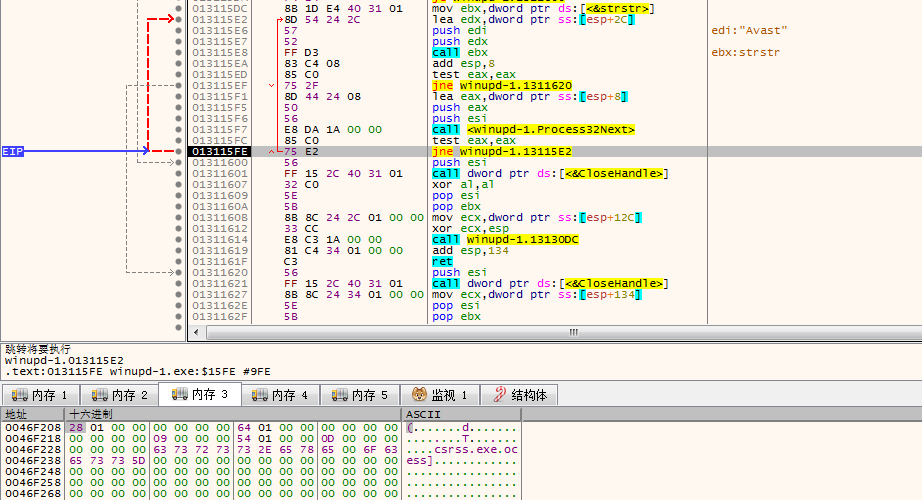 013115DC 8B 1D E4 40 31 01 mov ebx,dword ptr ds:[<&strstr>]
013115E2 8D 54 24 2C lea edx,dword ptr ss:[esp+2C]
013115E6 57 push edi edi:"Avast"
013115E7 52 push edx
013115E8 FF D3 call ebx ebx:strstr
013115EA 83 C4 08 add esp,8
013115ED 85 C0 test eax,eax
013115EF 75 2F jne winupd-1.1311620
013115F1 8D 44 24 08 lea eax,dword ptr ss:[esp+8]
013115F5 50 push eax
013115F6 56 push esi
013115F7 E8 DA 1A 00 00 call <winupd-1.Process32Next>
013115FC 85 C0 test eax,eax
EIP 013115FE 75 E2 jne winupd-1.13115E2
01311600 56 push esi
01311601 FF 15 2C 40 31 01 call dword ptr ds:[<&CloseHandle>]
01311607 32 C0 xor al,al
01311609 5E pop esi
0131160A 5B pop ebx
0131160B 8B 8C 24 2C 01 00 00 mov ecx,dword ptr ss:[esp+12C]
01311612 33 CC xor ecx,esp
01311614 E8 C3 1A 00 00 call winupd-1.13130DC
01311619 81 C4 34 01 00 00 add esp,134
0131161F C3 ret
01311620 56 push esi
01311621 FF 15 2C 40 31 01 call dword ptr ds:[<&CloseHandle>]
01311627 8B 8C 24 34 01 00 00 mov ecx,dword ptr ss:[esp+134]
0131162E 5E pop esi
0131162F 5B pop ebx
跳转将要执行
winupd-1.013115E2
.text:013115FE winupd-1.exe:$15FE #9FE
内存 1 内存 2 内存 3 内存 4 内存 5 监视 1 结构体
地址 十六进制 ASCII
0046F208 28 01 00 00 00 00 00 00 64 01 00 00 00 00 00 00 (.......d.......
0046F218 00 00 00 00 09 00 00 00 54 01 00 00 0D 00 00 00 ........T.......
0046F228 00 00 00 00 63 73 72 73 73 2E 65 78 65 00 6F 63 ....csrss.exe.oc
0046F238 65 73 73 5D 00 00 00 00 00 00 00 00 00 00 00 00 ess]............
0046F248 00 00 00 00 00 00 00 00 00 00 00 00 00 00 00 00 ................
0046F258 00 00 00 00 00 00 00 00 00 00 00 00 00 00 00 00 ................
0046F268 00 00 00 00 00 00 00 00 00 00 00 00 00 00 00 00 ................